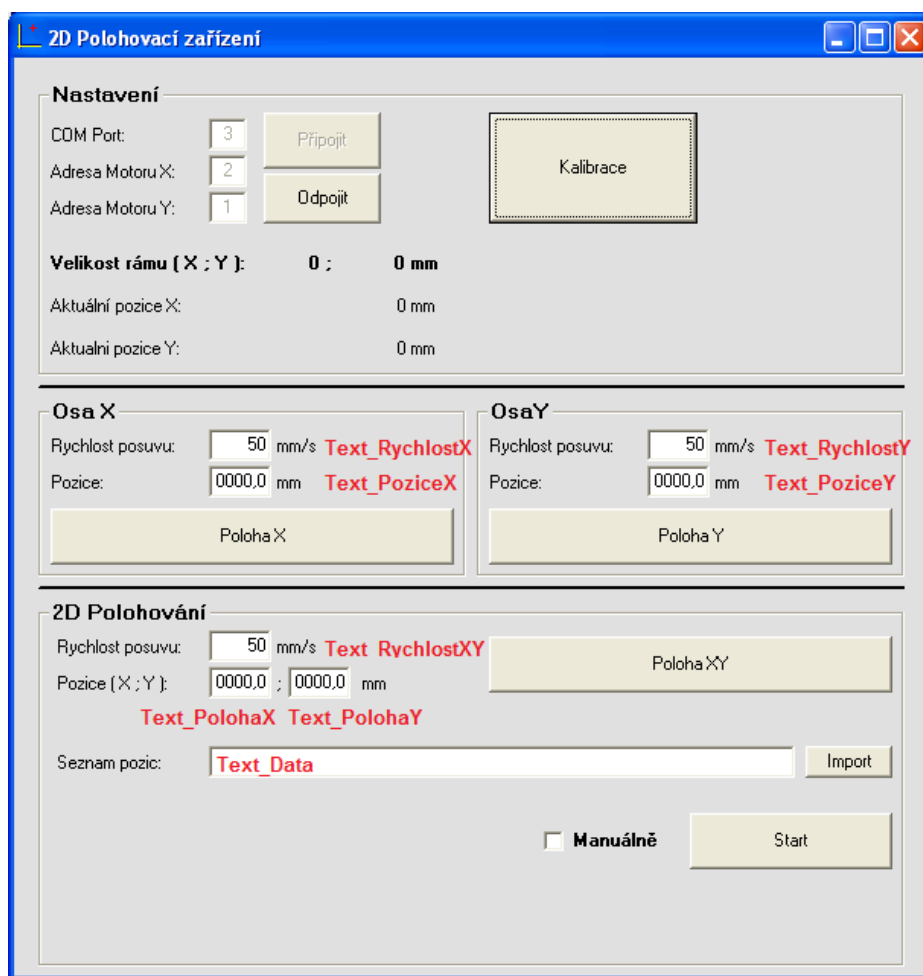 2D Polohovací zařízení
Nastavení
COM Port: 3 Připojit
Adresa Motoru X: 2
Adresa Motoru Y: 1 Odpojit
Kalibrace
Velikost rámu ( X ; Y ): 0 ; 0 mm
Aktuální pozice X: 0 mm
Aktualni pozice Y: 0 mm
Osa X
Rychlost posuvu: 50 mm/s Text_RychlostX
Pozice: 0000,0 mm Text_PoziceX
Poloha X
OsaY
Rychlost posuvu: 50 mm/s Text_RychlostY
Pozice: 0000,0 mm Text_PoziceY
Poloha Y
2D Polohování
Rychlost posuvu: 50 mm/s Text_RychlostXY
Pozice ( X ; Y ): 0000,0 ; 0000,0 mm
Text_PolohaX Text_PolohaY
Poloha XY
Seznam pozic: Text_Data Import
Manuálně Start